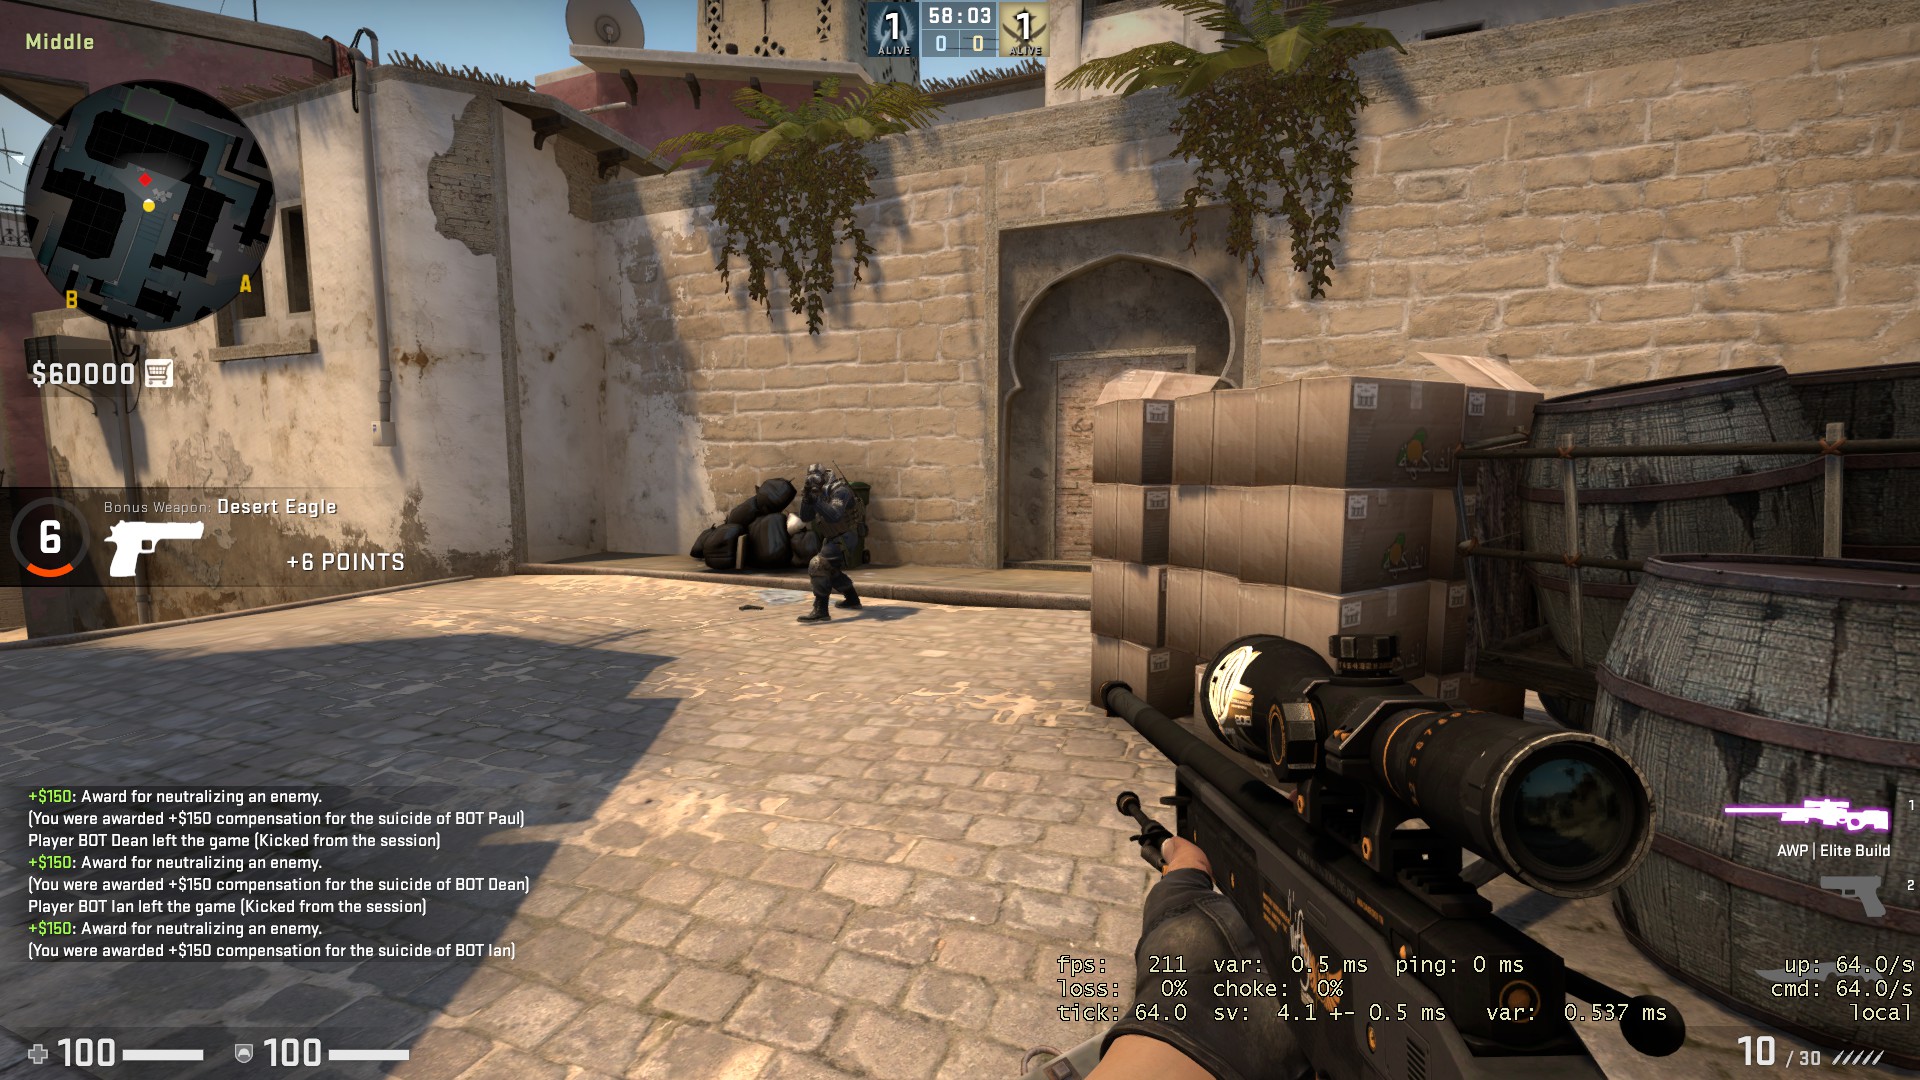 Middle
1
ALIVE
58:03
0 0
1
ALIVE
B
A
$60000
6
Bonus Weapon: Desert Eagle
+6 POINTS
+$150: Award for neutralizing an enemy.
(You were awarded +$150 compensation for the suicide of BOT Paul)
Player BOT Dean left the game (Kicked from the session)
+$150: Award for neutralizing an enemy.
(You were awarded +$150 compensation for the suicide of BOT Dean)
Player BOT Ian left the game (Kicked from the session)
+$150: Award for neutralizing an enemy.
(You were awarded +$150 compensation for the suicide of BOT Ian)
1
AWP | Elite Build
2
fps: 211 var: 0.5 ms ping: 0 ms up: 64.0/s
loss: 0% choke: 0% cmd: 64.0/s
tick: 64.0 sv: 4.1 +- 0.5 ms var: 0.537 ms local
100 100
10 / 30